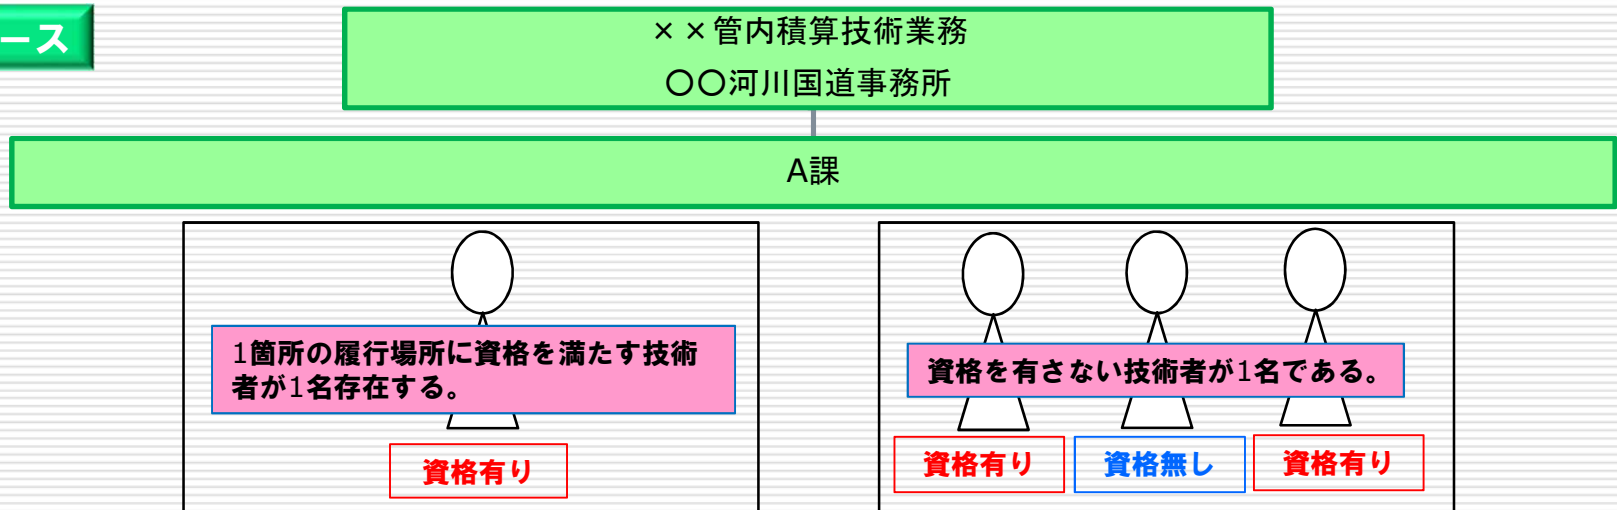 ース
××管内積算技術業務
〇〇河川国道事務所
A課
1箇所の履行場所に資格を満たす技術
者が1名存在する。
資格を有さない技術者が1名である。
資格有り
資格有り
資格無し
資格有り